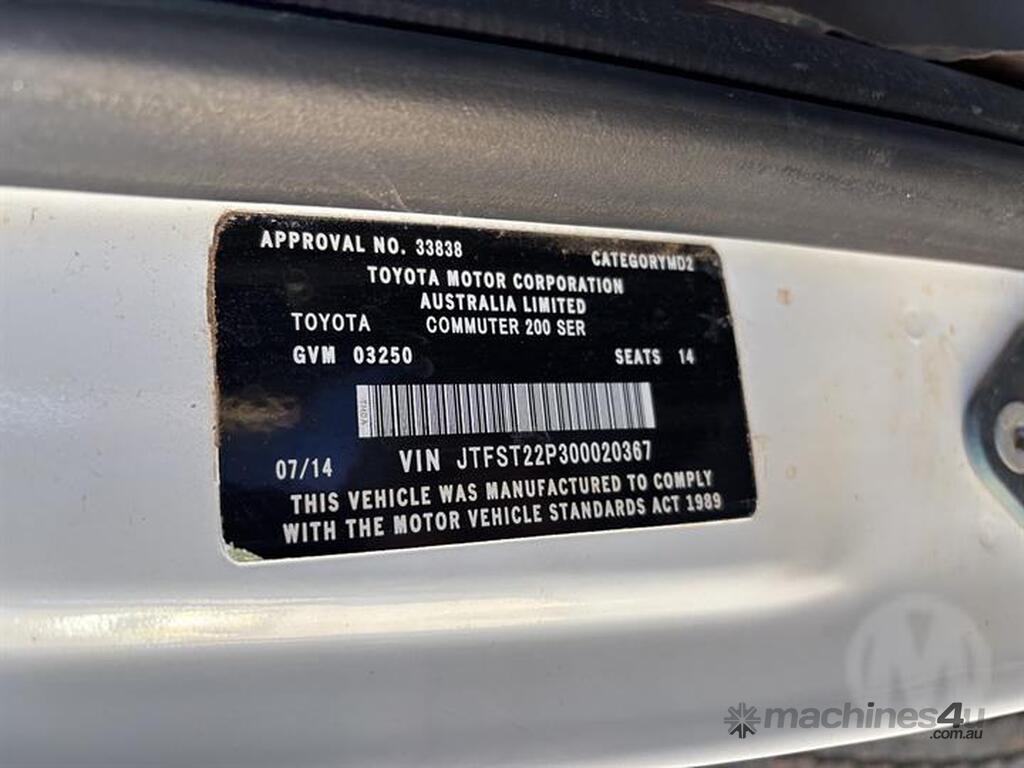 APPROVAL NO. 33838 CATEGORYMD2
TOYOTA MOTOR CORPORATION
AUSTRALIA LIMITED
TOYOTA COMMUTER 200 SER
GVM 03250 SEATS 14
TMCA
07/14 VIN JTFST22P300020367
THIS VEHICLE WAS MANUFACTURED TO COMPLY
WITH THE MOTOR VEHICLE STANDARDS ACT 1989
M
machines4u
.com.au